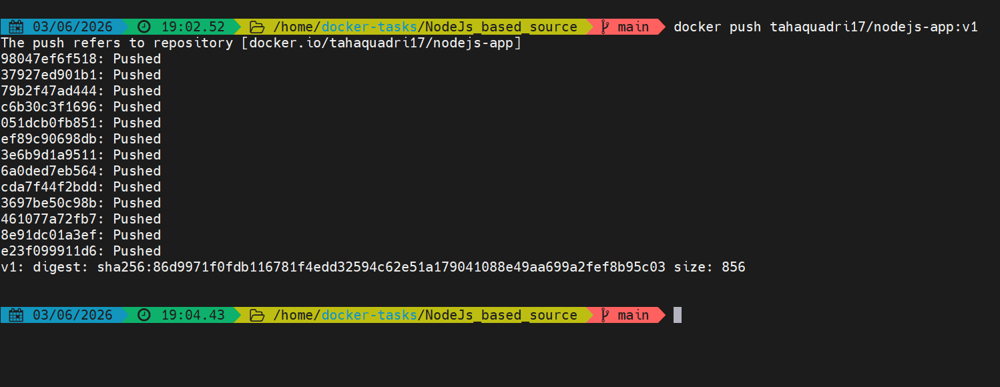 03/06/2026 19:02.52 /home/docker-tasks/NodeJs_based_source main docker push tahaquadri17/nodejs-app:v1
The push refers to repository [docker.io/tahaquadri17/nodejs-app]
98047ef6f518: Pushed
37927ed901b1: Pushed
79b2f47ad444: Pushed
c6b30c3f1696: Pushed
051dcb0fb851: Pushed
ef89c90698db: Pushed
3e6b9d1a9511: Pushed
6a0ded7eb564: Pushed
cda7f44f2bdd: Pushed
3697be50c98b: Pushed
461077a72fb7: Pushed
8e91dc01a3ef: Pushed
e23f099911d6: Pushed
v1: digest: sha256:86d9971f0fdb116781f4edd32594c62e51a179041088e49aa699a2fef8b95c03 size: 856
03/06/2026 19:04.43 /home/docker-tasks/NodeJs_based_source main